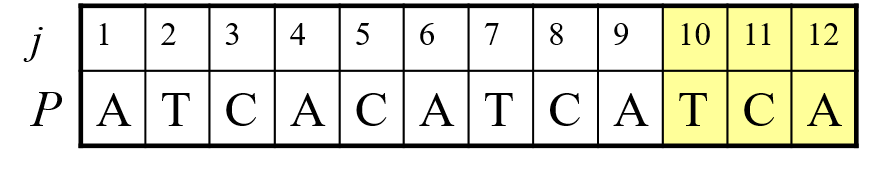 j 1 2 3 4 5 6 7 8 9 10 11 12
P A T C A C A T C A T C A